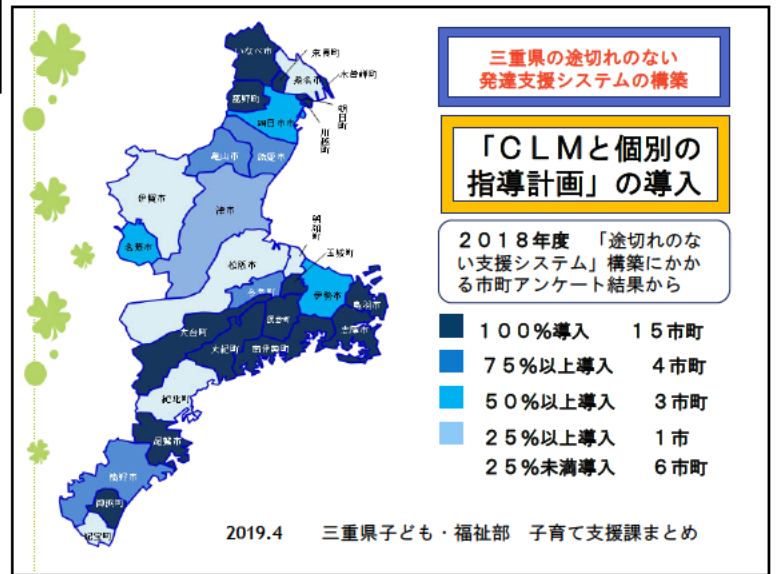 三重県の途切れのない
発達支援システムの構築
「ＣＬＭと個別の
指導計画」の導入
２０１８年度　「途切れのな
い支援システム」構築にかか
る市町アンケート結果から
１００％導入　１５市町
７５％以上導入　４市町
５０％以上導入　３市町
２５％以上導入　１市
２５％未満導入　６市町
いなべ市
東員町
桑名市
木曽岬町
朝日町
川越町
菰野町
四日市市
亀山市
鈴鹿市
伊賀市
津市
名張市
明和町
玉城町
松阪市
多気町
伊勢市
鳥羽市
志摩市
度会町
大台町
大紀町
南伊勢町
紀北町
尾鷲市
熊野市
御浜町
紀宝町
2019.4　三重県子ども・福祉部　子育て支援課まとめ